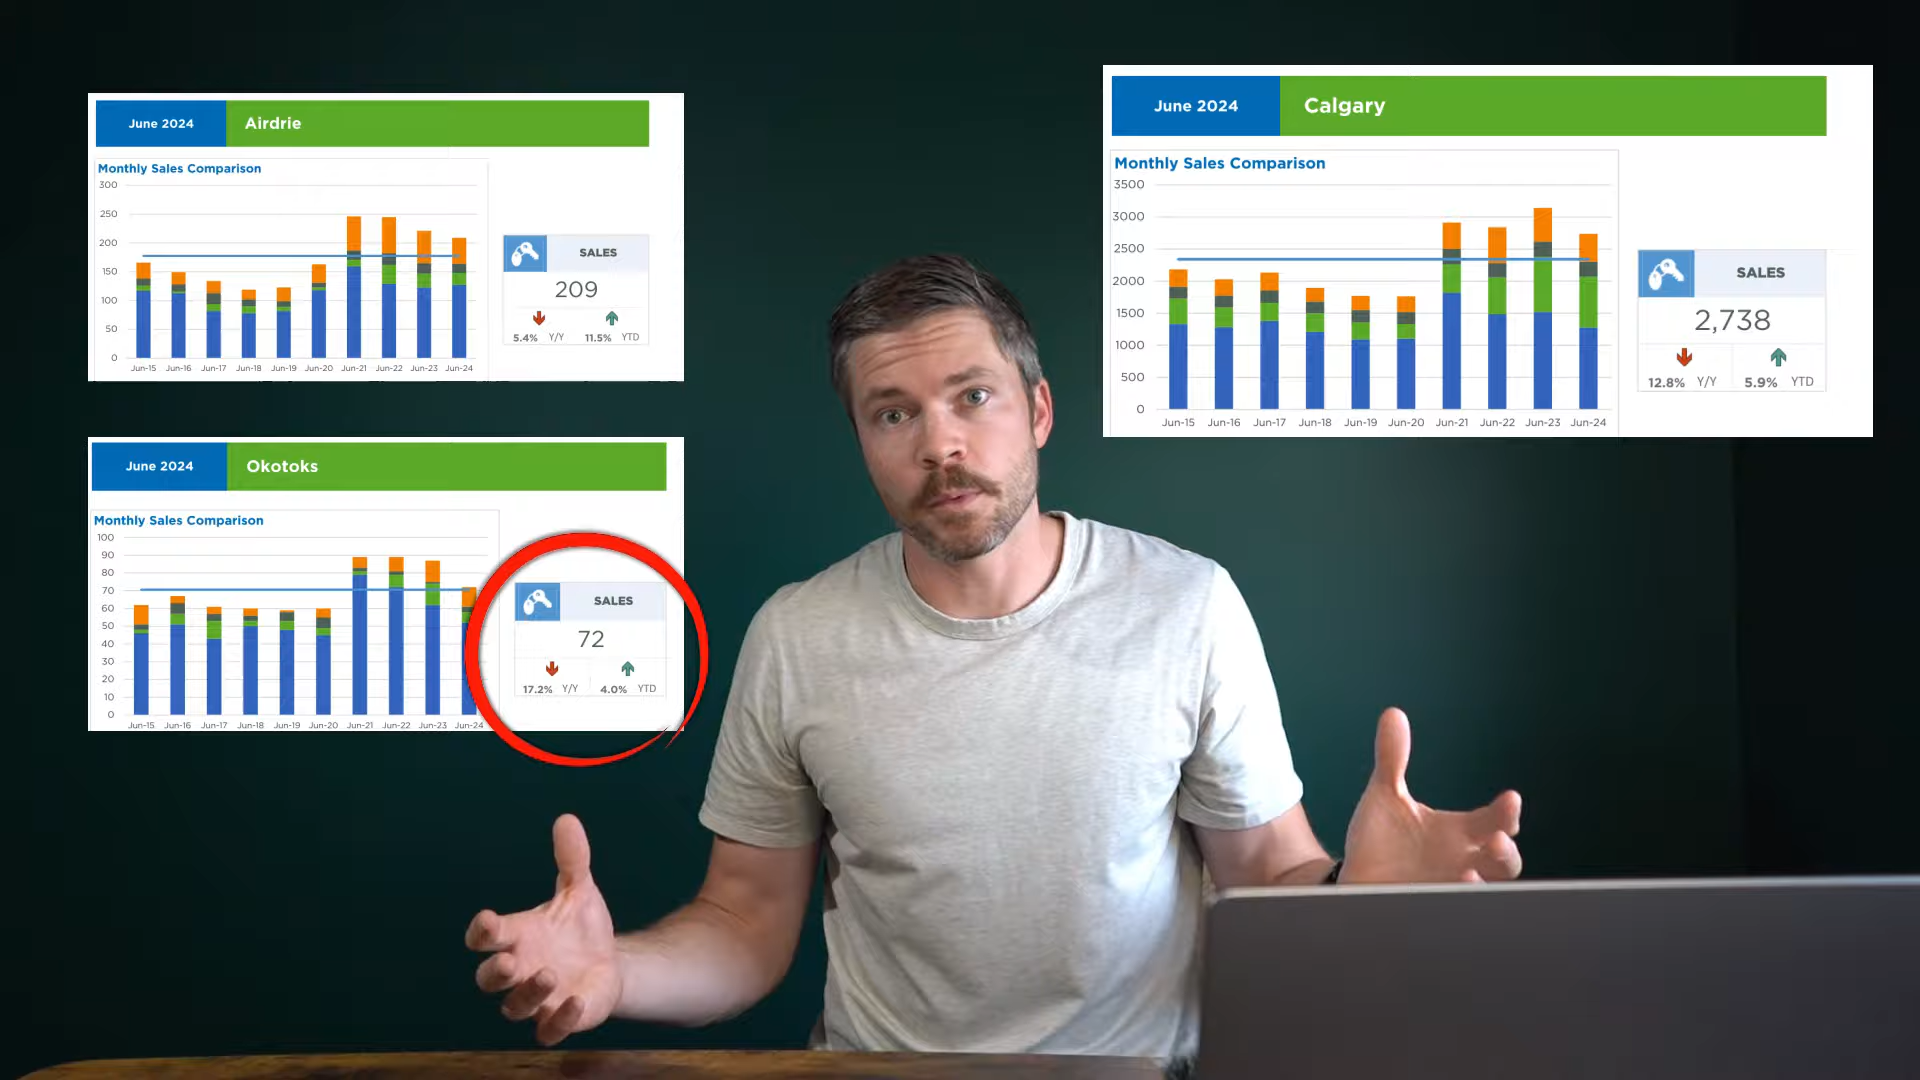 June 2024 Airdrie
Monthly Sales Comparison
300
250
200
150
100
50
0
Jun-15 Jun-16 Jun-17 Jun-18 Jun-19 Jun-20 Jun-21 Jun-22 Jun-23 Jun-24
SALES
209
5.4% Y/Y 11.5% YTD
June 2024 Okotoks
Monthly Sales Comparison
100
90
80
70
60
50
40
30
20
10
0
Jun-15 Jun-16 Jun-17 Jun-18 Jun-19 Jun-20 Jun-21 Jun-22 Jun-23 Jun-24
SALES
72
17.2% Y/Y 4.0% YTD
June 2024 Calgary
Monthly Sales Comparison
3500
3000
2500
2000
1500
1000
500
0
Jun-15 Jun-16 Jun-17 Jun-18 Jun-19 Jun-20 Jun-21 Jun-22 Jun-23 Jun-24
SALES
2,738
12.8% Y/Y 5.9% YTD